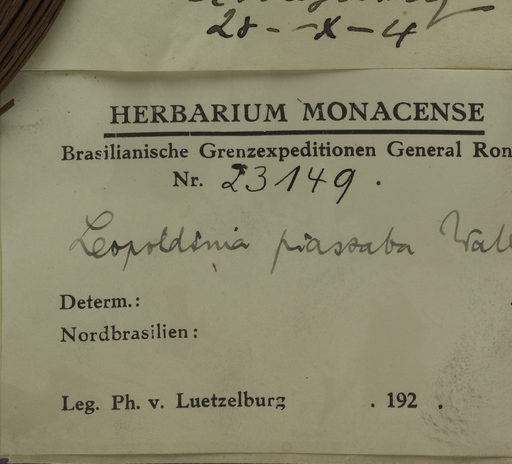 28-X-4
HERBARIUM MONACENSE
Brasilianische Grenzexpeditionen General Ron
Nr. 23149.
Leopoldinia piassaba Wall
Determ.:
Nordbrasilien:
Leg. Ph. v. Luetzelburg . 192 .